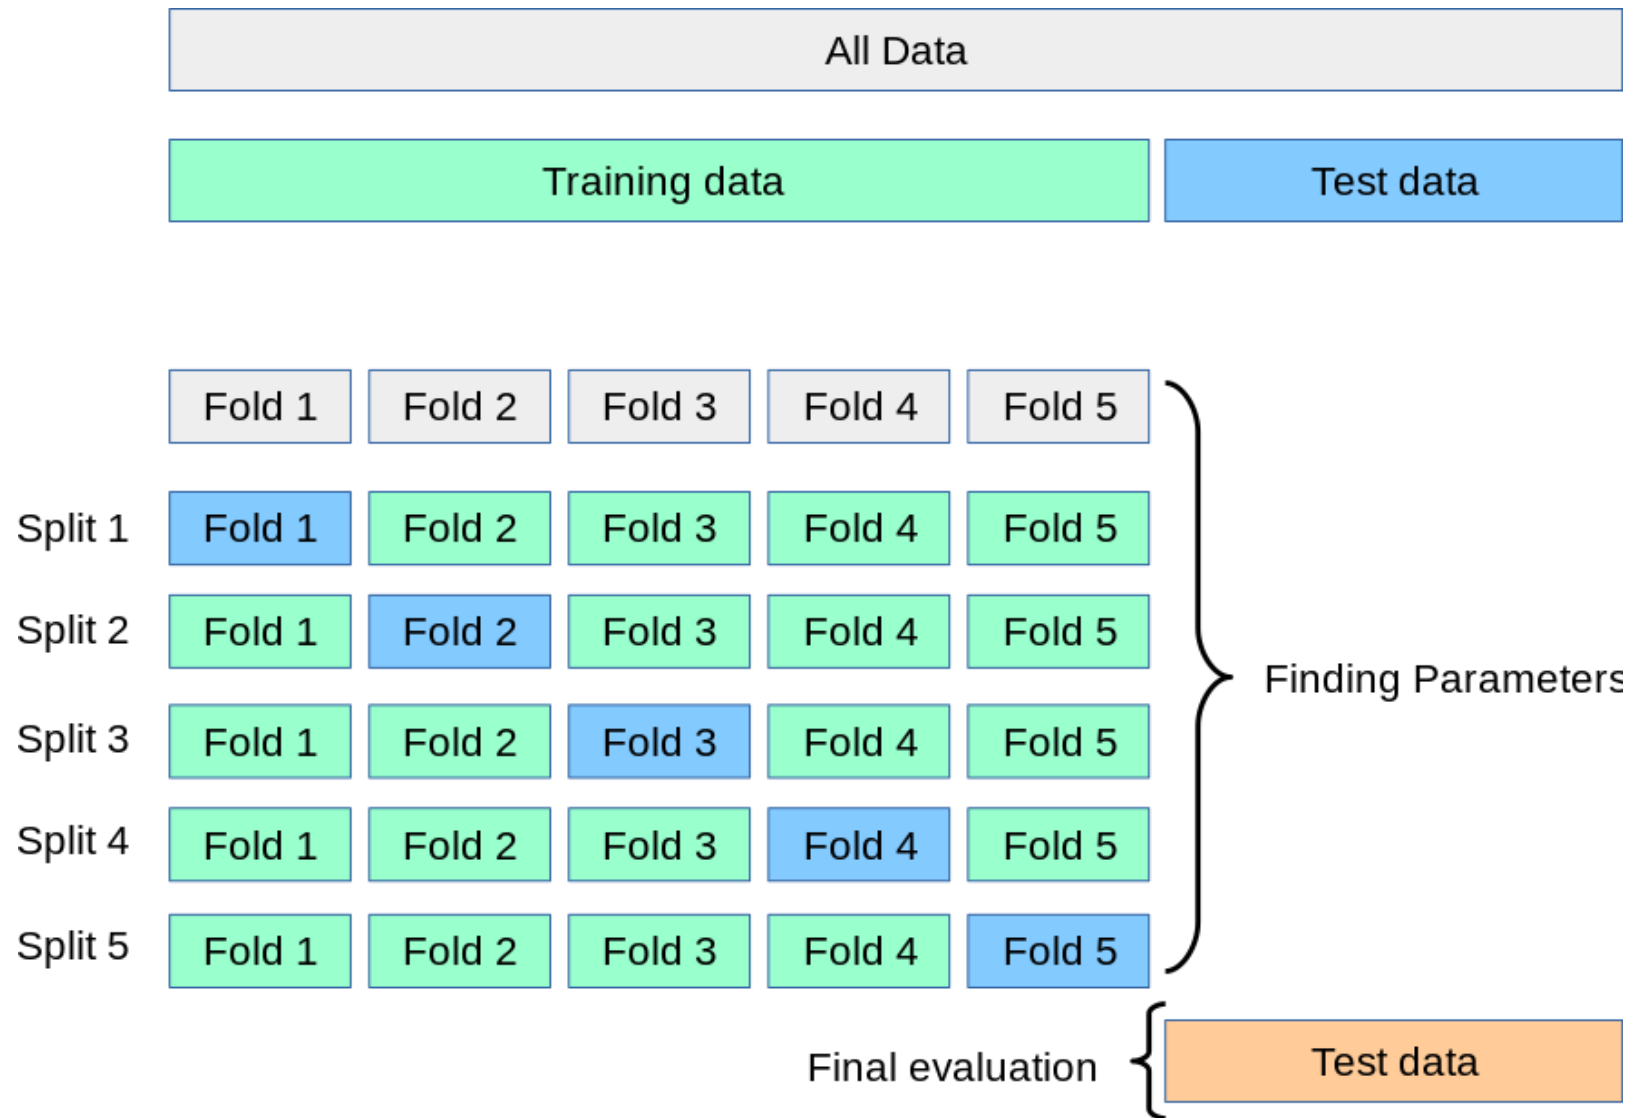 All Data
Training data Test data
Fold 1 Fold 2 Fold 3 Fold 4 Fold 5
Split 1 Fold 1 Fold 2 Fold 3 Fold 4 Fold 5
Split 2 Fold 1 Fold 2 Fold 3 Fold 4 Fold 5
Finding Parameters
Split 3 Fold 1 Fold 2 Fold 3 Fold 4 Fold 5
Split 4 Fold 1 Fold 2 Fold 3 Fold 4 Fold 5
Split 5 Fold 1 Fold 2 Fold 3 Fold 4 Fold 5
Final evaluation Test data